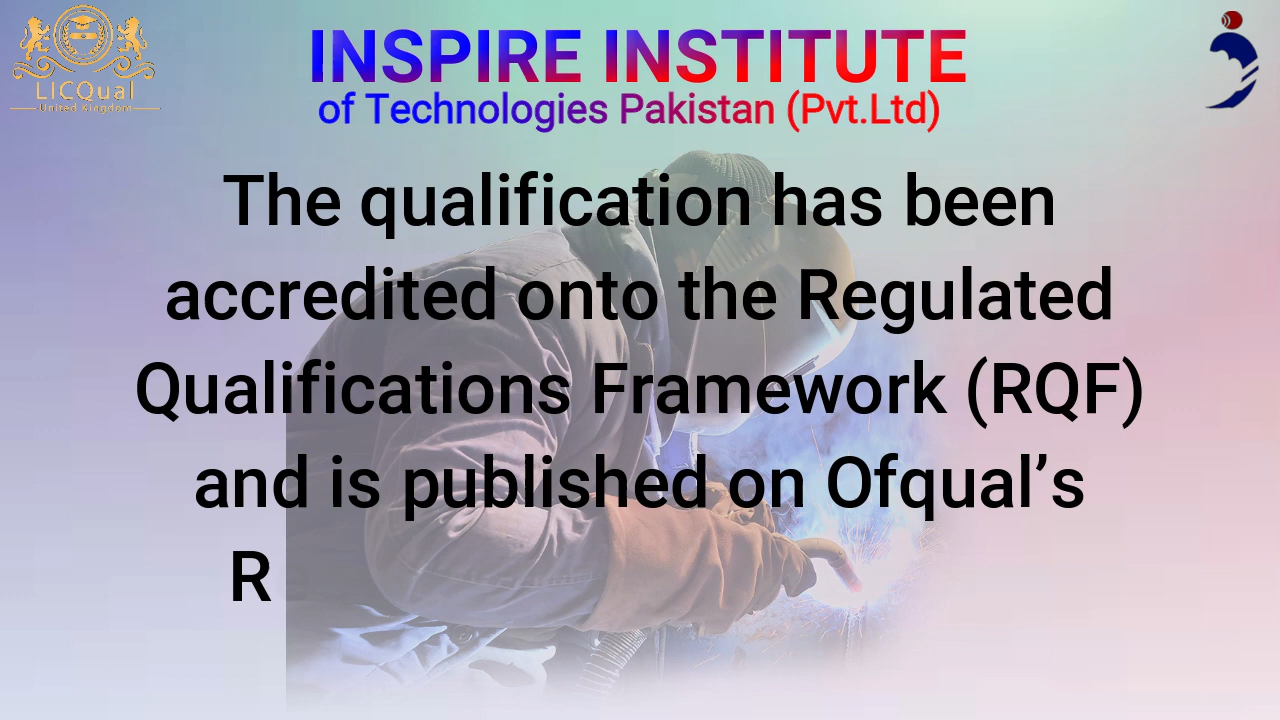 LICQual
United Kingdom
INSPIRE INSTITUTE
of Technologies Pakistan (Pvt.Ltd)
The qualification has been
accredited onto the Regulated
Qualifications Framework (RQF)
and is published on Ofqual’s
R